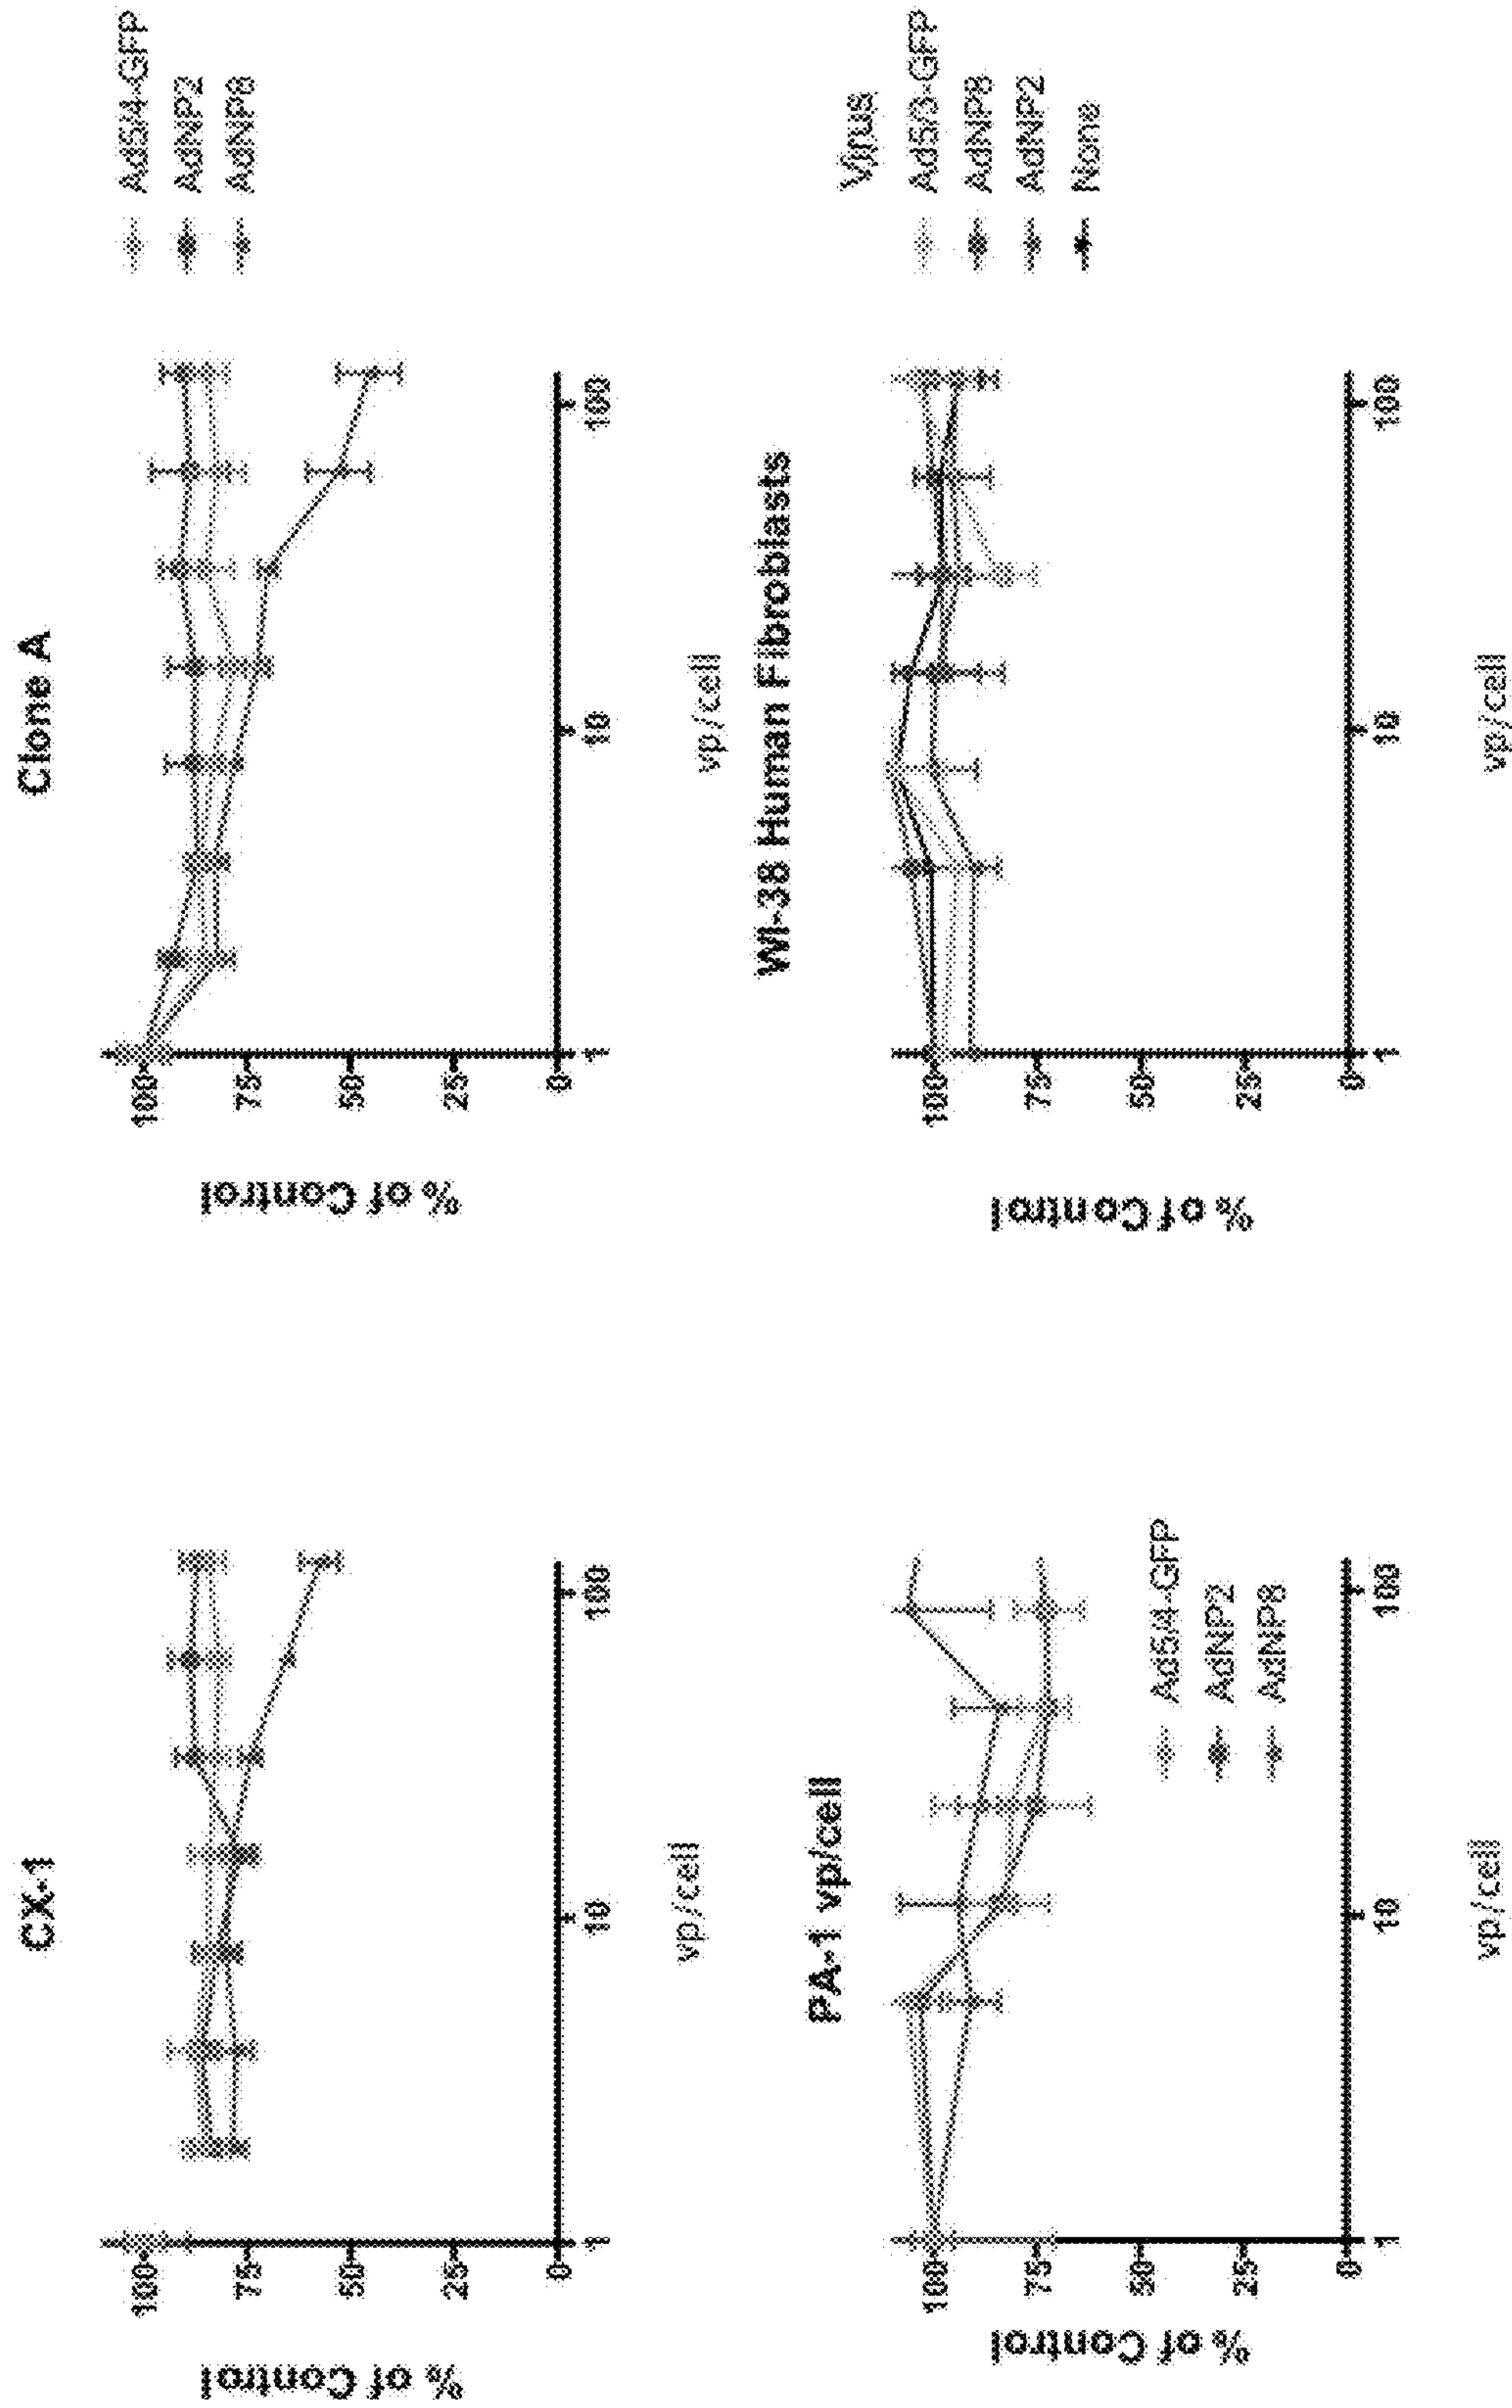 CX-1
% of Control
100
75
50
25
0
1
10
100
vp/cell
Clone A
% of Control
100
75
50
25
0
1
10
100
vp/cell
Ad5/4-GFP
AdNP2
AdNP8
PA-1 vp/cell
% of Control
100
75
50
25
0
1
10
100
vp/cell
Ad5/4-GFP
AdNP2
AdNP8
WI-38 Human Fibroblasts
% of Control
100
75
50
25
0
1
10
100
vp/cell
Virus
Ad5/3-GFP
AdNP8
AdNP2
None